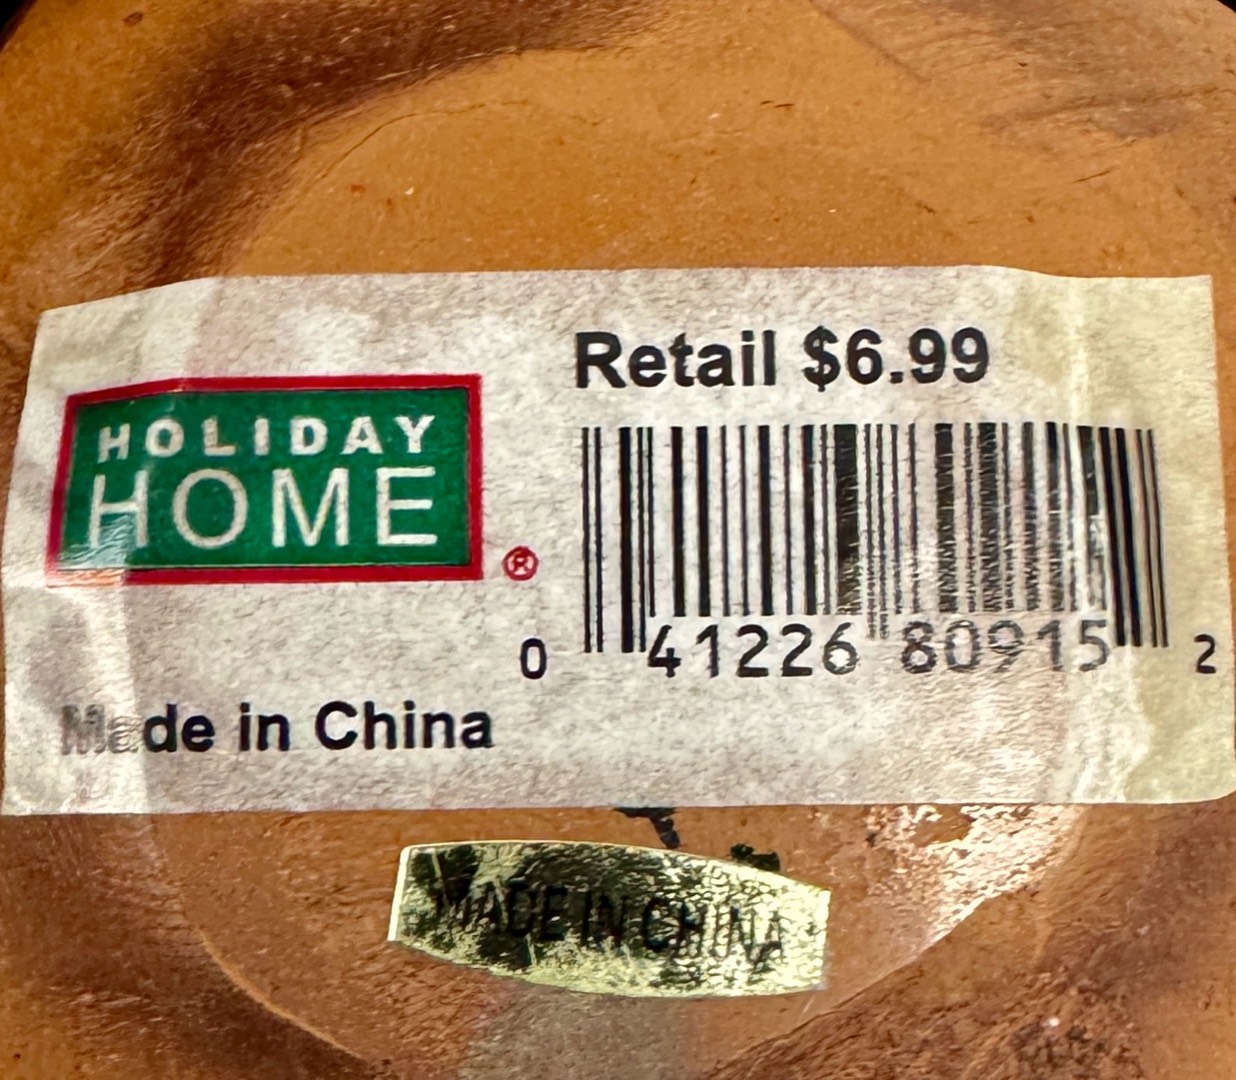 Retail $6.99
HOLIDAY
HOME
®
0 41226 80915 2
Made in China
MADE IN CHINA